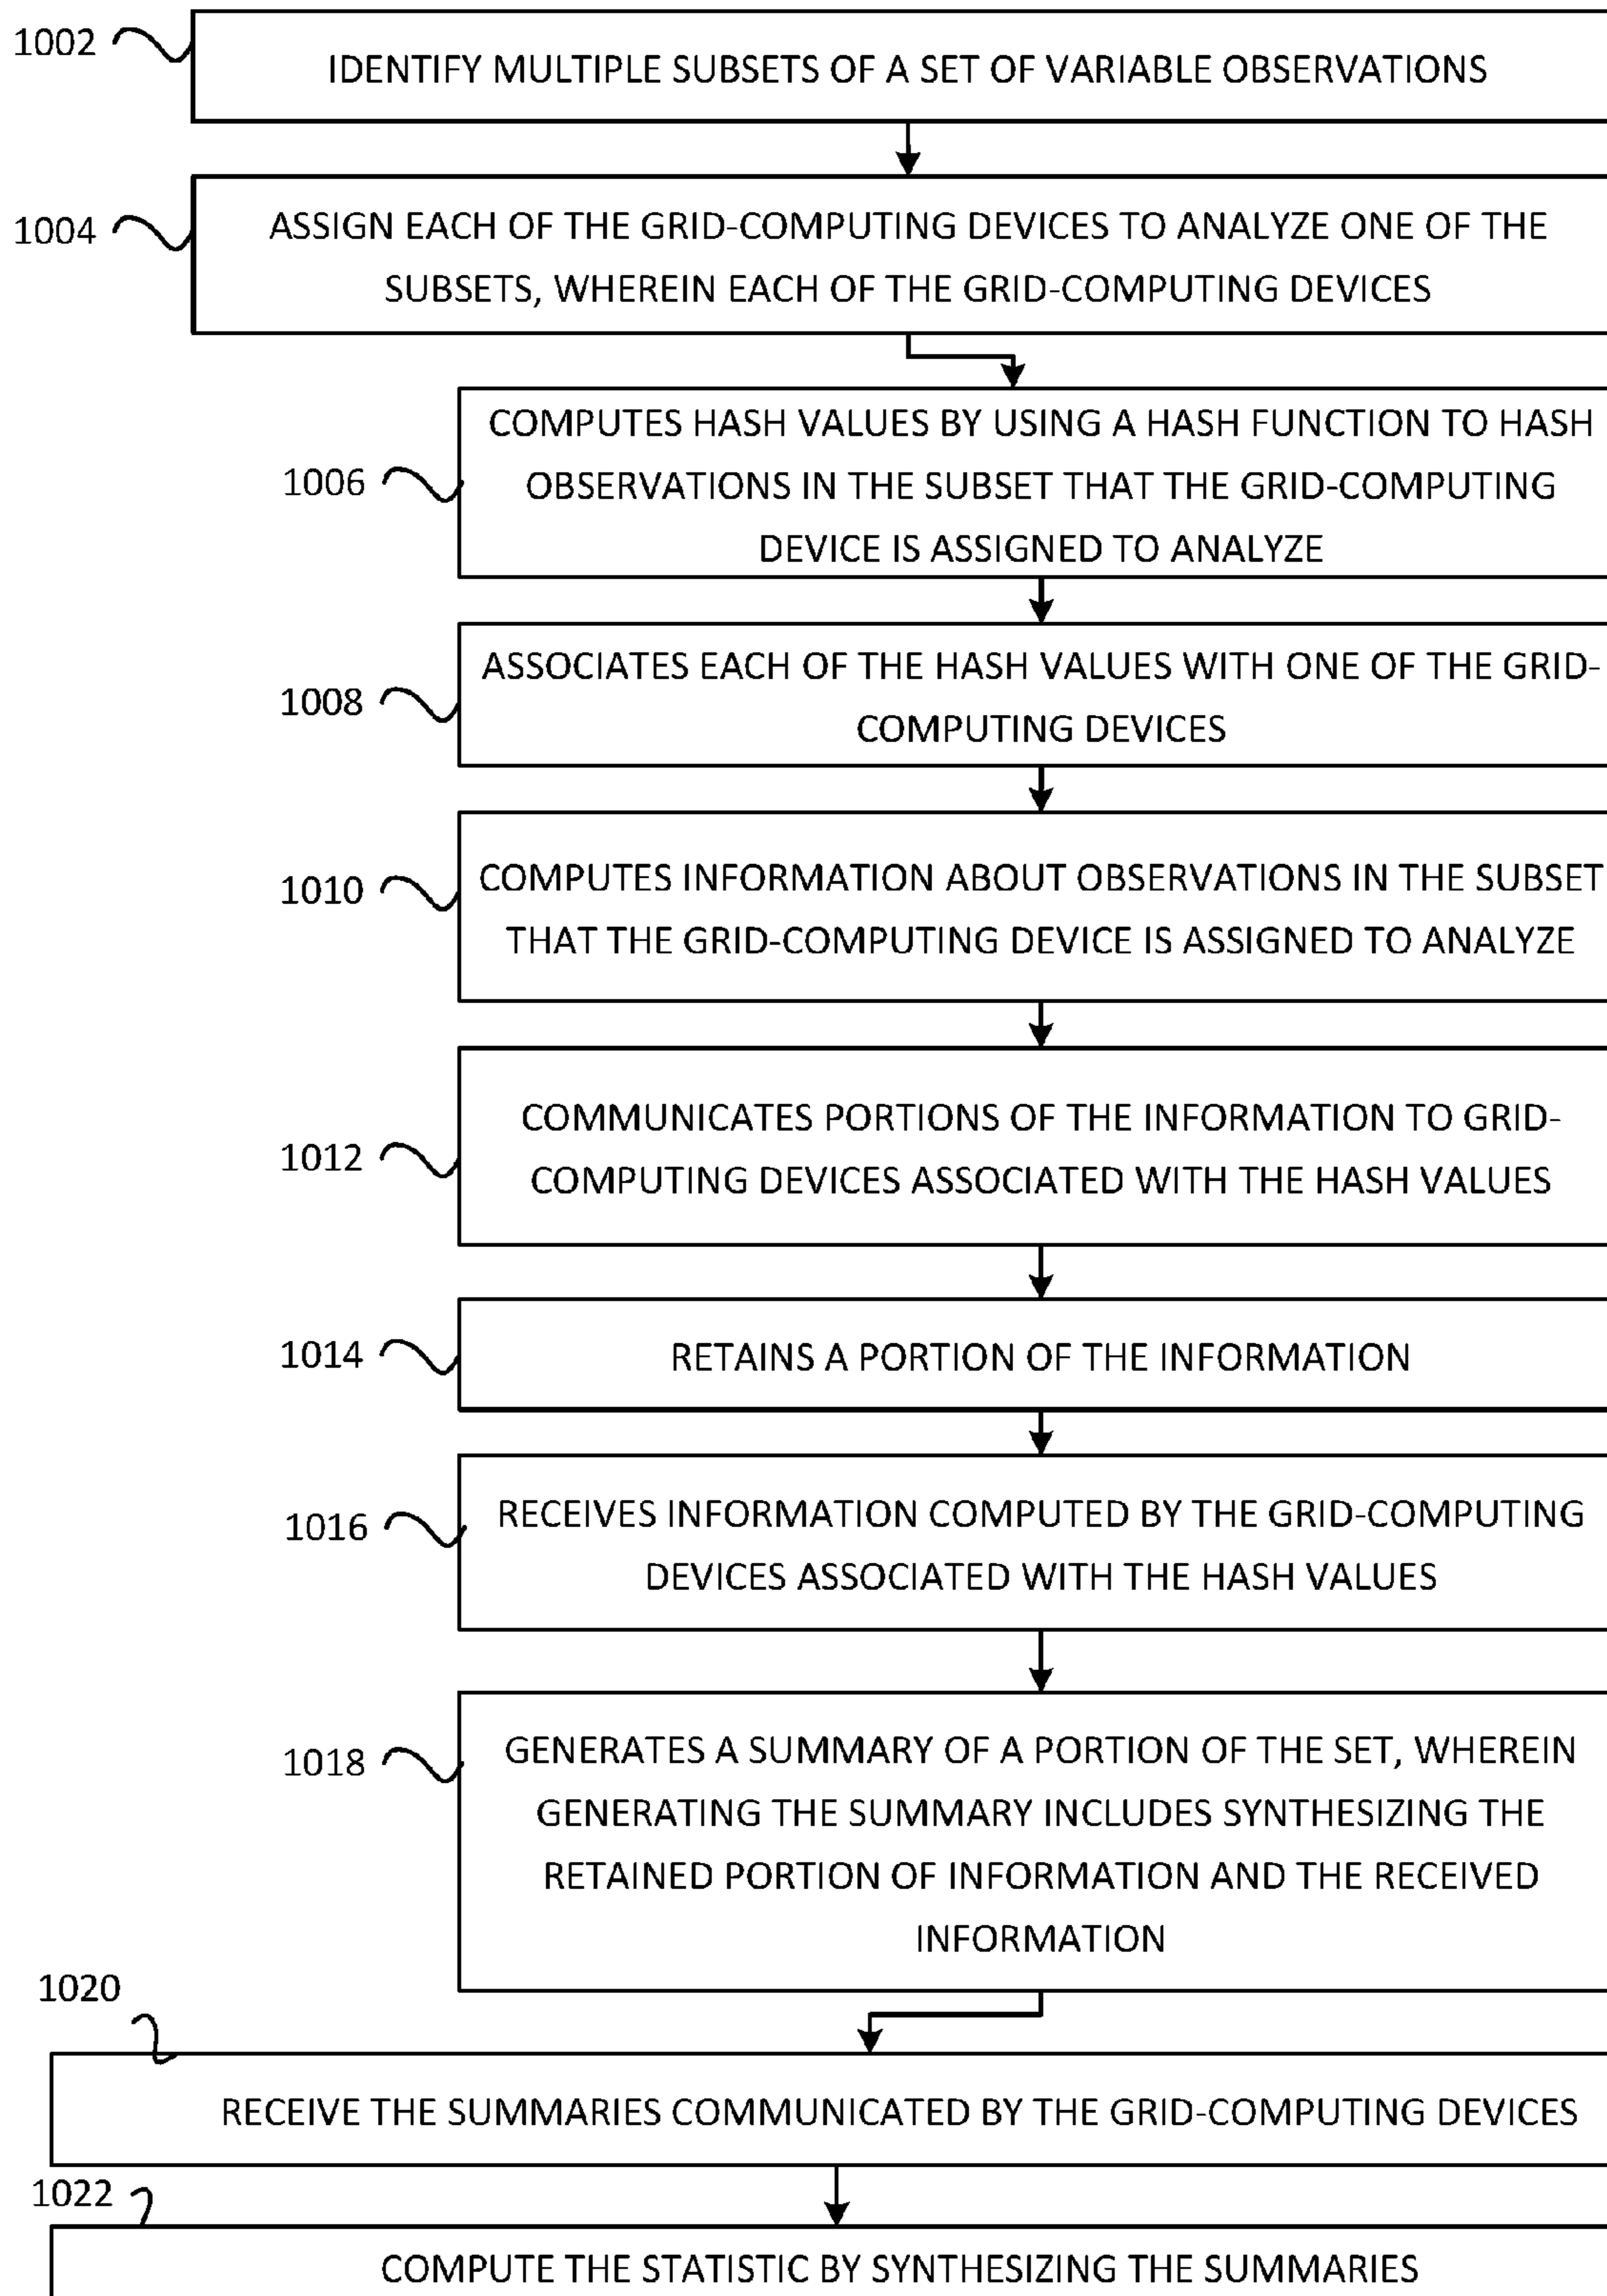 1002
IDENTIFY MULTIPLE SUBSETS OF A SET OF VARIABLE OBSERVATIONS
1004
ASSIGN EACH OF THE GRID-COMPUTING DEVICES TO ANALYZE ONE OF THE
SUBSETS, WHEREIN EACH OF THE GRID-COMPUTING DEVICES
COMPUTES HASH VALUES BY USING A HASH FUNCTION TO HASH
1006
OBSERVATIONS IN THE SUBSET THAT THE GRID-COMPUTING
DEVICE IS ASSIGNED TO ANALYZE
ASSOCIATES EACH OF THE HASH VALUES WITH ONE OF THE GRID-
1008
COMPUTING DEVICES
1010
COMPUTES INFORMATION ABOUT OBSERVATIONS IN THE SUBSET
THAT THE GRID-COMPUTING DEVICE IS ASSIGNED TO ANALYZE
COMMUNICATES PORTIONS OF THE INFORMATION TO GRID-
1012
COMPUTING DEVICES ASSOCIATED WITH THE HASH VALUES
1014
RETAINS A PORTION OF THE INFORMATION
1016
RECEIVES INFORMATION COMPUTED BY THE GRID-COMPUTING
DEVICES ASSOCIATED WITH THE HASH VALUES
1018
GENERATES A SUMMARY OF A PORTION OF THE SET, WHEREIN
GENERATING THE SUMMARY INCLUDES SYNTHESIZING THE
RETAINED PORTION OF INFORMATION AND THE RECEIVED
INFORMATION
1020
RECEIVE THE SUMMARIES COMMUNICATED BY THE GRID-COMPUTING DEVICES
1022
COMPUTE THE STATISTIC BY SYNTHESIZING THE SUMMARIES